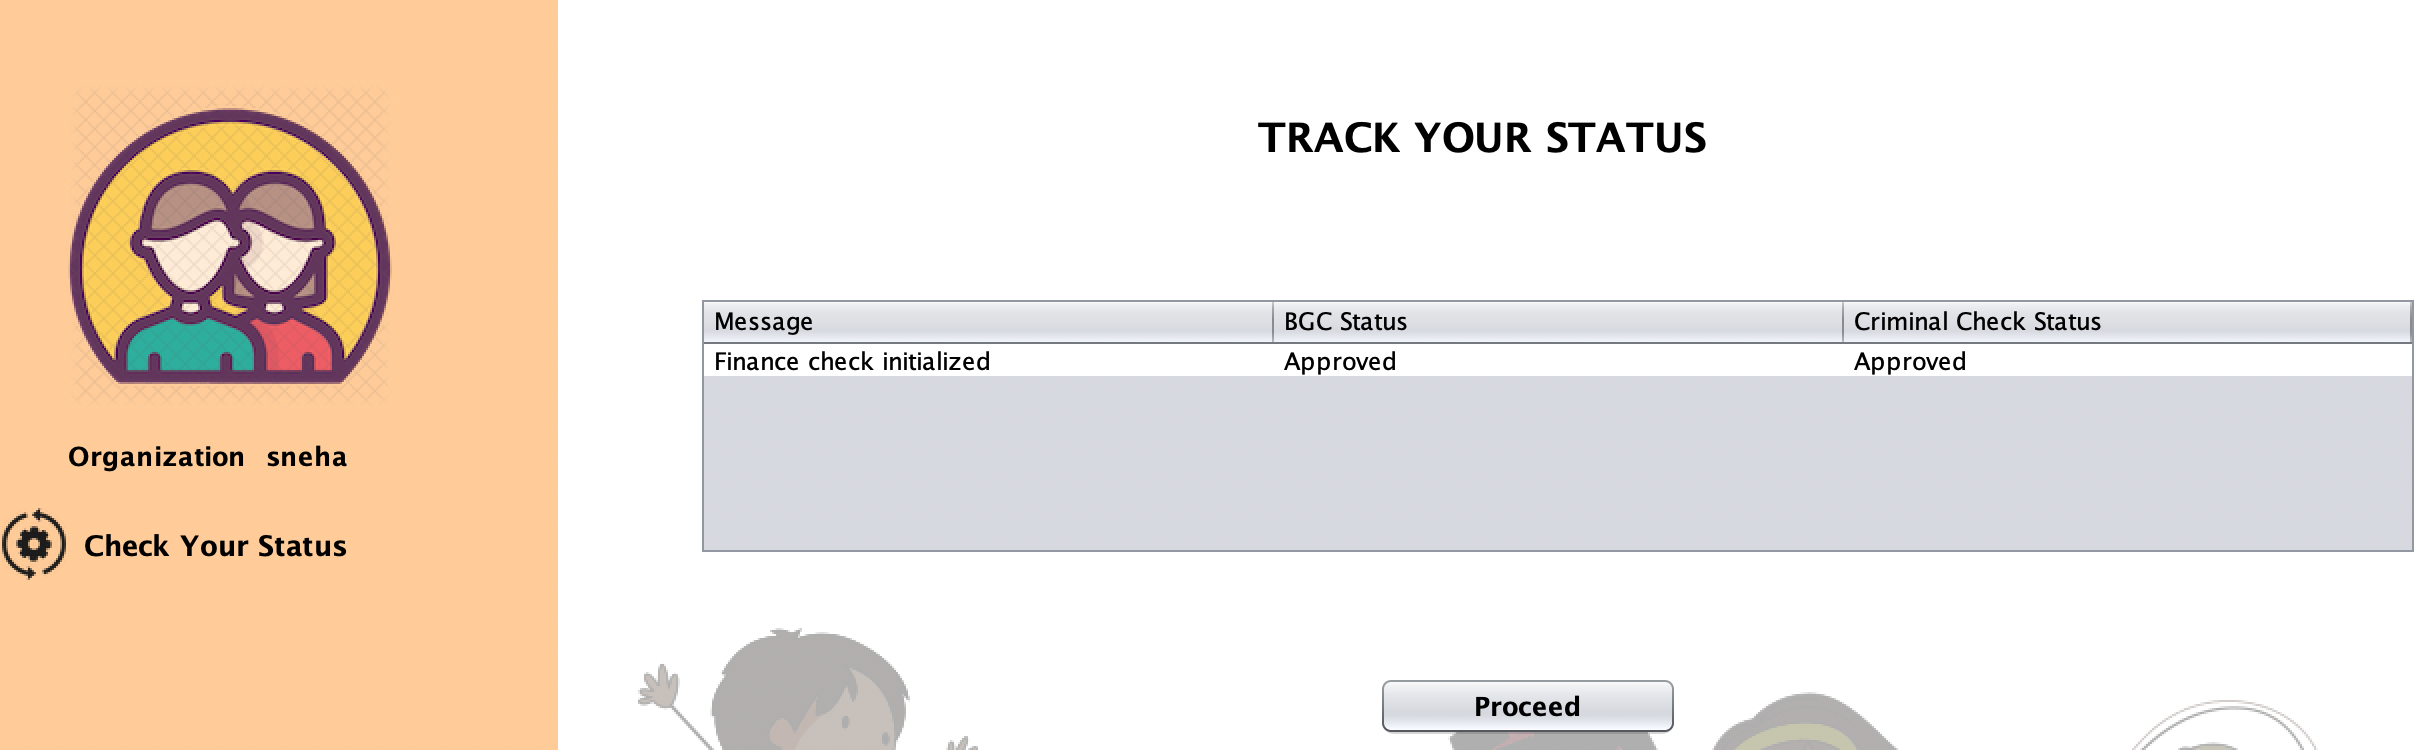 Organization sneha
Check Your Status
TRACK YOUR STATUS
Message BGC Status Criminal Check Status
Finance check initialized Approved Approved
Proceed